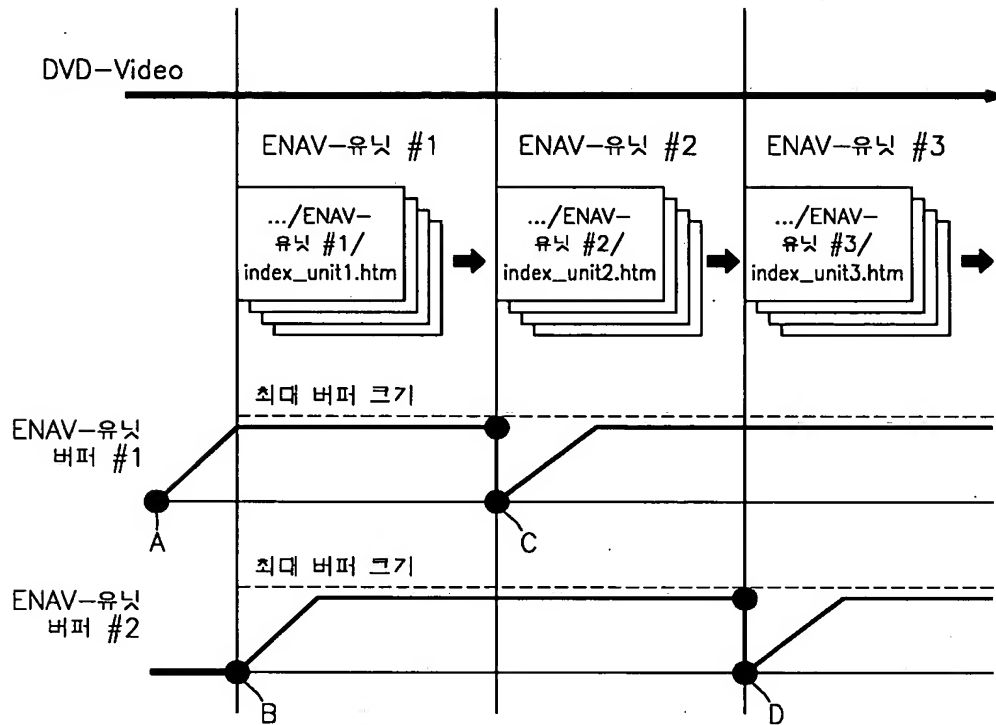 DVD-Video
ENAV-유닛 #1
ENAV-유닛 #2
ENAV-유닛 #3
.../ENAV-
유닛 #1/
index_unit1.htm
.../ENAV-
유닛 #2/
index_unit2.htm
.../ENAV-
유닛 #3/
index_unit3.htm
최대 버퍼 크기
ENAV-유닛
버퍼 #1
A
C
최대 버퍼 크기
ENAV-유닛
버퍼 #2
B
D